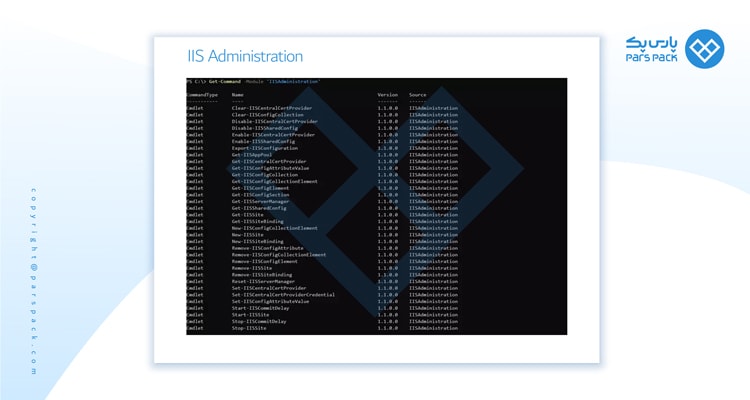 IIS Administration
پارس پک
PARS PACK
PS C:\> Get-Command -Module 'IISAdministration'
CommandType Name Version Source
----------- ---- ------- ------
Cmdlet Clear-IISCentralCertProvider 1.1.0.0 IISAdministration
Cmdlet Clear-IISConfigCollection 1.1.0.0 IISAdministration
Cmdlet Disable-IISCentralCertProvider 1.1.0.0 IISAdministration
Cmdlet Disable-IISSharedConfig 1.1.0.0 IISAdministration
Cmdlet Enable-IISCentralCertProvider 1.1.0.0 IISAdministration
Cmdlet Enable-IISSharedConfig 1.1.0.0 IISAdministration
Cmdlet Export-IISConfiguration 1.1.0.0 IISAdministration
Cmdlet Get-IISAppPool 1.1.0.0 IISAdministration
Cmdlet Get-IISCentralCertProvider 1.1.0.0 IISAdministration
Cmdlet Get-IISConfigAttributeValue 1.1.0.0 IISAdministration
Cmdlet Get-IISConfigCollection 1.1.0.0 IISAdministration
Cmdlet Get-IISConfigCollectionElement 1.1.0.0 IISAdministration
Cmdlet Get-IISConfigElement 1.1.0.0 IISAdministration
Cmdlet Get-IISConfigSection 1.1.0.0 IISAdministration
Cmdlet Get-IISServerManager 1.1.0.0 IISAdministration
Cmdlet Get-IISSharedConfig 1.1.0.0 IISAdministration
Cmdlet Get-IISSite 1.1.0.0 IISAdministration
Cmdlet Get-IISSiteBinding 1.1.0.0 IISAdministration
Cmdlet New-IISConfigCollectionElement 1.1.0.0 IISAdministration
Cmdlet New-IISSite 1.1.0.0 IISAdministration
Cmdlet New-IISSiteBinding 1.1.0.0 IISAdministration
Cmdlet Remove-IISConfigAttribute 1.1.0.0 IISAdministration
Cmdlet Remove-IISConfigCollectionElement 1.1.0.0 IISAdministration
Cmdlet Remove-IISConfigElement 1.1.0.0 IISAdministration
Cmdlet Remove-IISSite 1.1.0.0 IISAdministration
Cmdlet Remove-IISSiteBinding 1.1.0.0 IISAdministration
Cmdlet Reset-IISServerManager 1.1.0.0 IISAdministration
Cmdlet Set-IISCentralCertProvider 1.1.0.0 IISAdministration
Cmdlet Set-IISCentralCertProviderCredential 1.1.0.0 IISAdministration
Cmdlet Set-IISConfigAttributeValue 1.1.0.0 IISAdministration
Cmdlet Start-IISCommitDelay 1.1.0.0 IISAdministration
Cmdlet Start-IISSite 1.1.0.0 IISAdministration
Cmdlet Stop-IISCommitDelay 1.1.0.0 IISAdministration
Cmdlet Stop-IISSite 1.1.0.0 IISAdministration
copyright@parspack.com